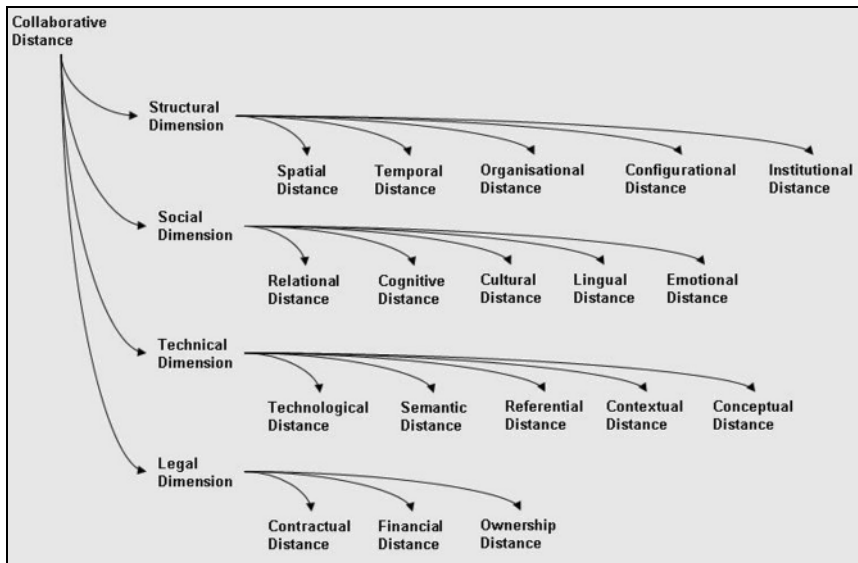 Collaborative
Distance
Structural
Dimension
Spatial
Distance
Temporal
Distance
Organisational
Distance
Configurational
Distance
Institutional
Distance
Social
Dimension
Relational
Distance
Cognitive
Distance
Cultural
Distance
Lingual
Distance
Emotional
Distance
Technical
Dimension
Technological
Distance
Semantic
Distance
Referential
Distance
Contextual
Distance
Conceptual
Distance
Legal
Dimension
Contractual
Distance
Financial
Distance
Ownership
Distance